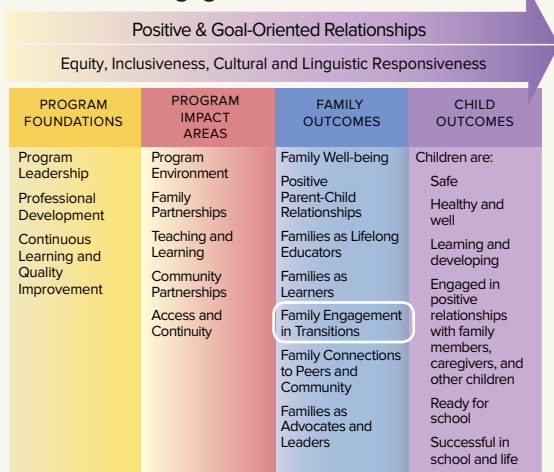 Positive & Goal-Oriented Relationships
Equity, Inclusiveness, Cultural and Linguistic Responsiveness
PROGRAM
FOUNDATIONS
Program
Leadership
Professional
Development
Continuous
Learning and
Quality
Improvement
PROGRAM
IMPACT
AREAS
Program
Environment
Family
Partnerships
Teaching and
Learning
Community
Partnerships
Access and
Continuity
FAMILY
OUTCOMES
Family Well-being
Positive
Parent-Child
Relationships
Families as Lifelong
Educators
Families as
Learners
Family Engagement
in Transitions
Family Connections
to Peers and
Community
Families as
Advocates and
Leaders
CHILD
OUTCOMES
Children are:
Safe
Healthy and
well
Learning and
developing
Engaged in
positive
relationships
with family
members,
caregivers, and
other children
Ready for
school
Successful in
school and life